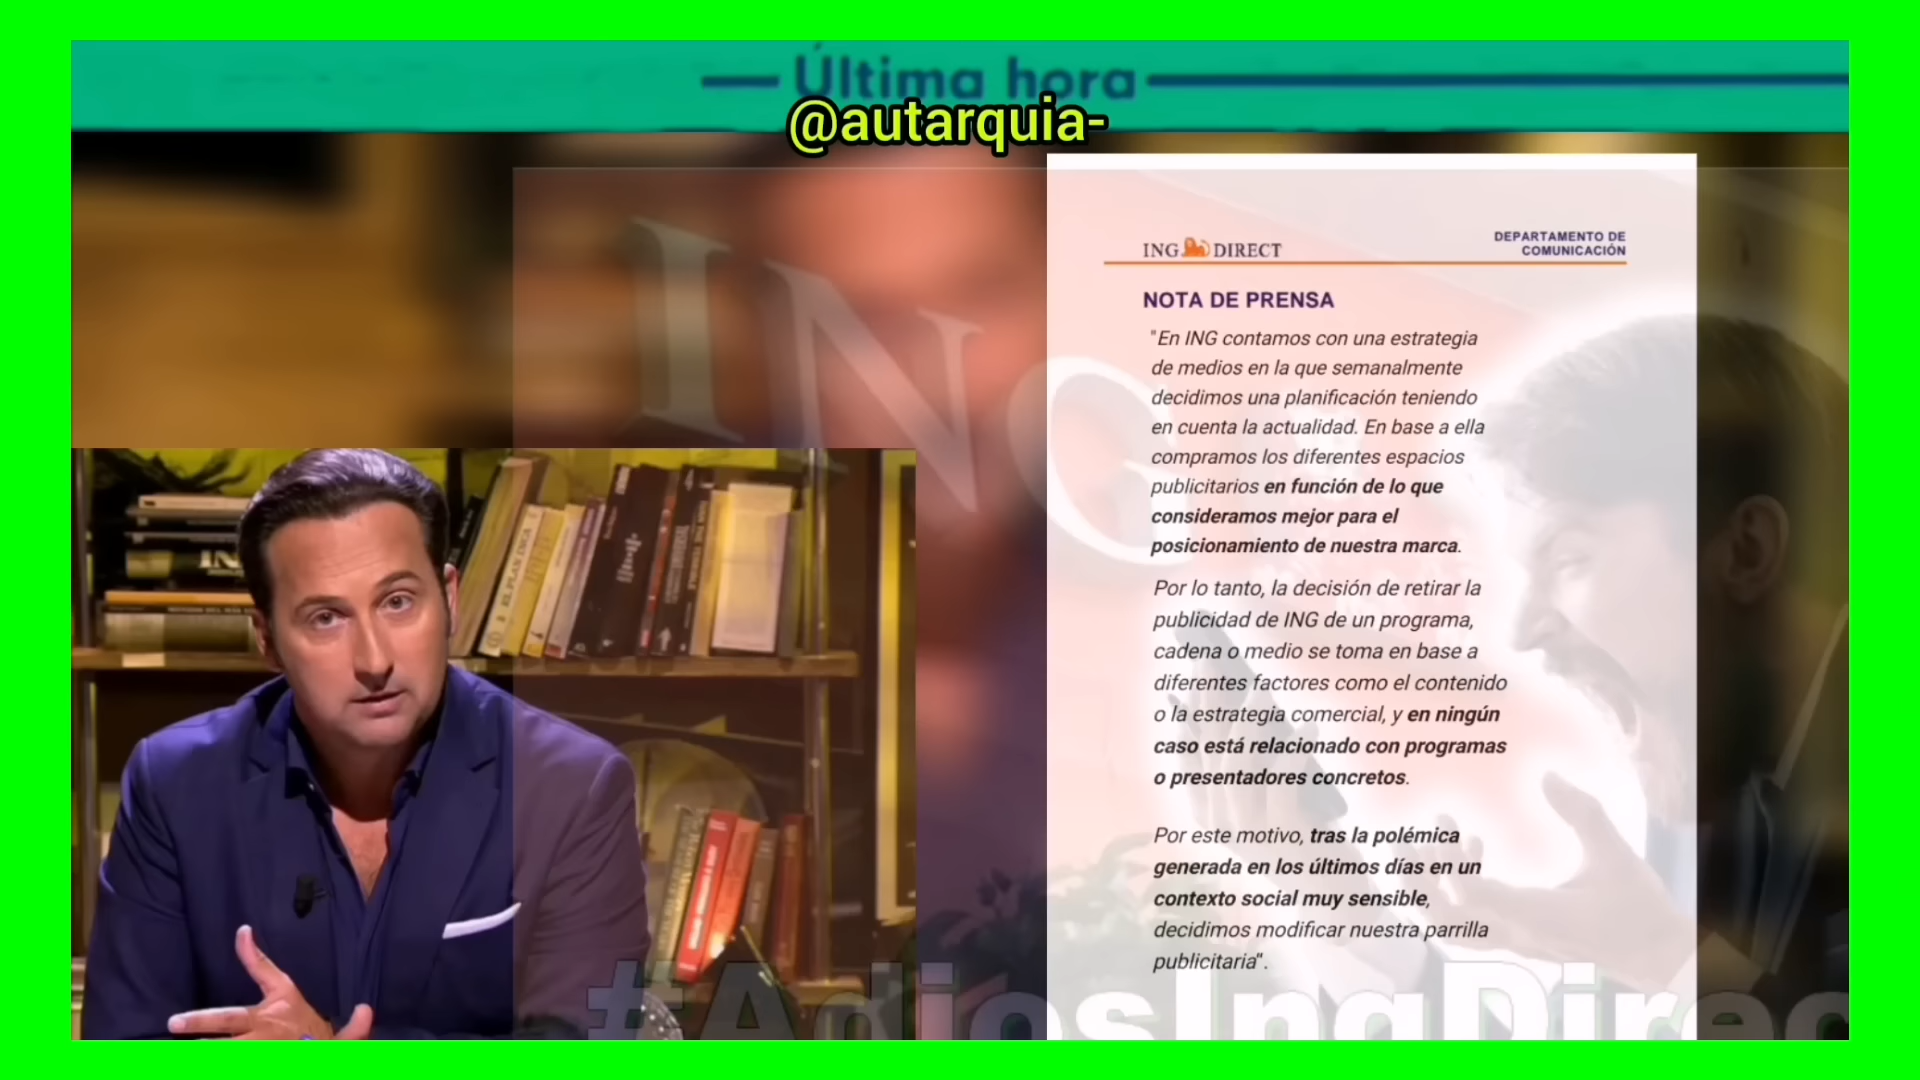 Última hora
@autarquia-
ING
ING DIRECT
DEPARTAMENTO DE
COMUNICACIÓN
NOTA DE PRENSA
"En ING contamos con una estrategia
de medios en la que semanalmente
decidimos una planificación teniendo
en cuenta la actualidad. En base a ella
compramos los diferentes espacios
publicitarios en función de lo que
consideramos mejor para el
posicionamiento de nuestra marca.
Por lo tanto, la decisión de retirar la
publicidad de ING de un programa,
cadena o medio se toma en base a
diferentes factores como el contenido
o la estrategia comercial, y en ningún
caso está relacionado con programas
o presentadores concretos.
Por este motivo, tras la polémica
generada en los últimos días en un
contexto social muy sensible,
decidimos modificar nuestra parrilla
publicitaria".
EL PLAN INCA
#AdiosIngDirec